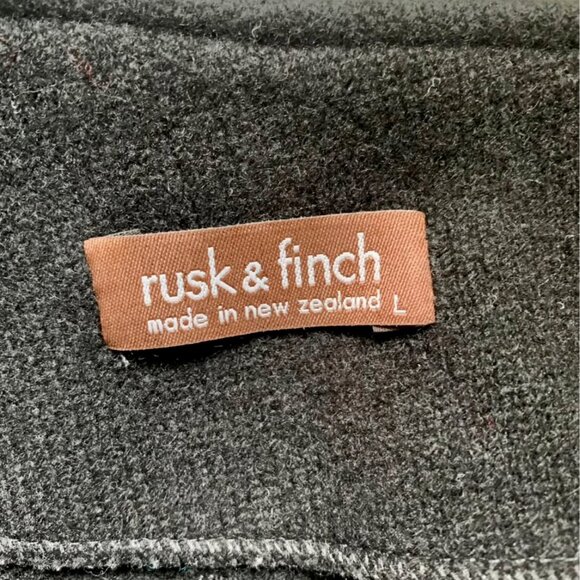 rusk & finch
made in new zealand L